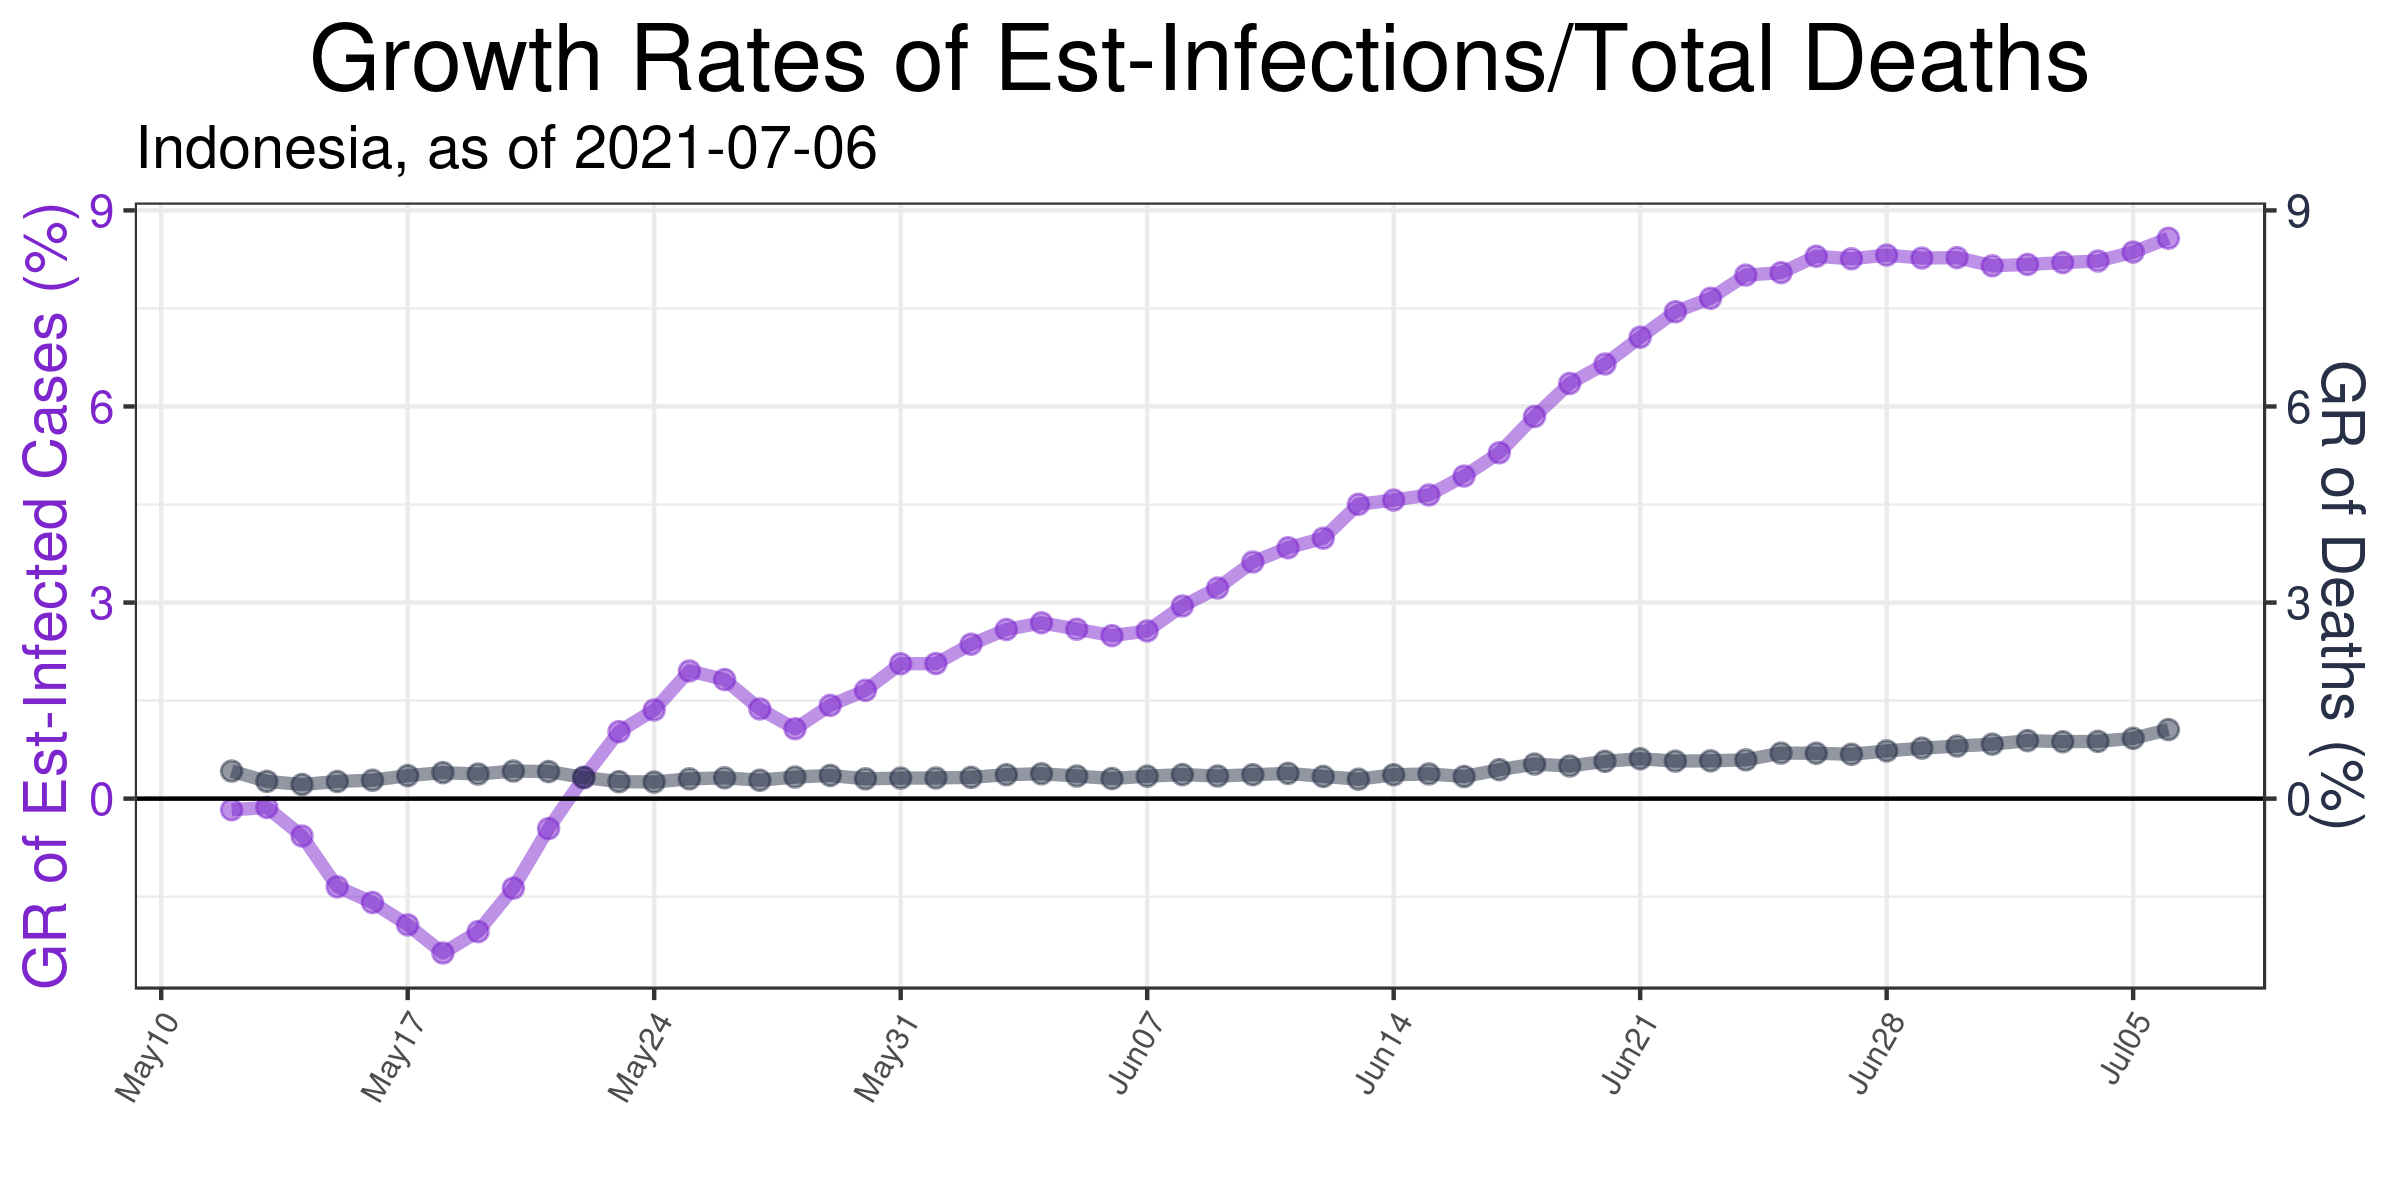 Growth Rates of Est-Infections/Total Deaths
Indonesia, as of 2021-07-06
GR of Est-Infected Cases (%)
9
6
3
0
9
6
3
0
GR of Deaths (%)
May10
May17
May24
May31
Jun07
Jun14
Jun21
Jun28
Jul05